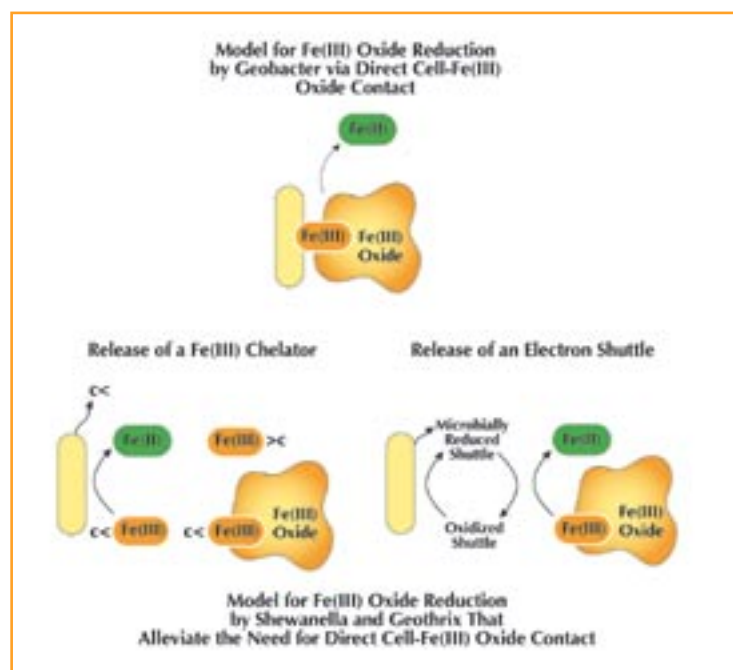 Model for Fe(III) Oxide Reduction
by Geobacter via Direct Cell-Fe(III)
Oxide Contact
Fe(II)
Fe(III)
Fe(III)
Oxide
Release of a Fe(III) Chelator
c<
Fe(II)
Fe(III) >c
c< Fe(III)
c< Fe(III)
Fe(III)
Oxide
Release of an Electron Shuttle
Microbially
Reduced
Shuttle
Oxidized
Shuttle
Fe(II)
Fe(III)
Fe(III)
Oxide
Model for Fe(III) Oxide Reduction
by Shewanella and Geothrix That
Alleviate the Need for Direct Cell-Fe(III) Oxide Contact